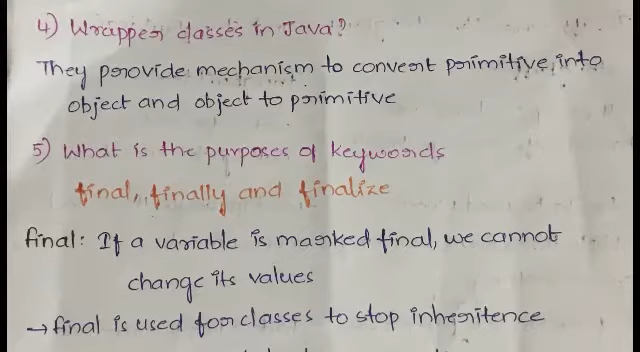 4) Wrapper classes in Java?
They provide mechanism to convert primitive into
object and object to primitive
5) What is the purposes of keywords
final, finally and finalize
final: If a variable is marked final, we cannot
change its values
→ final is used for classes to stop inheritence